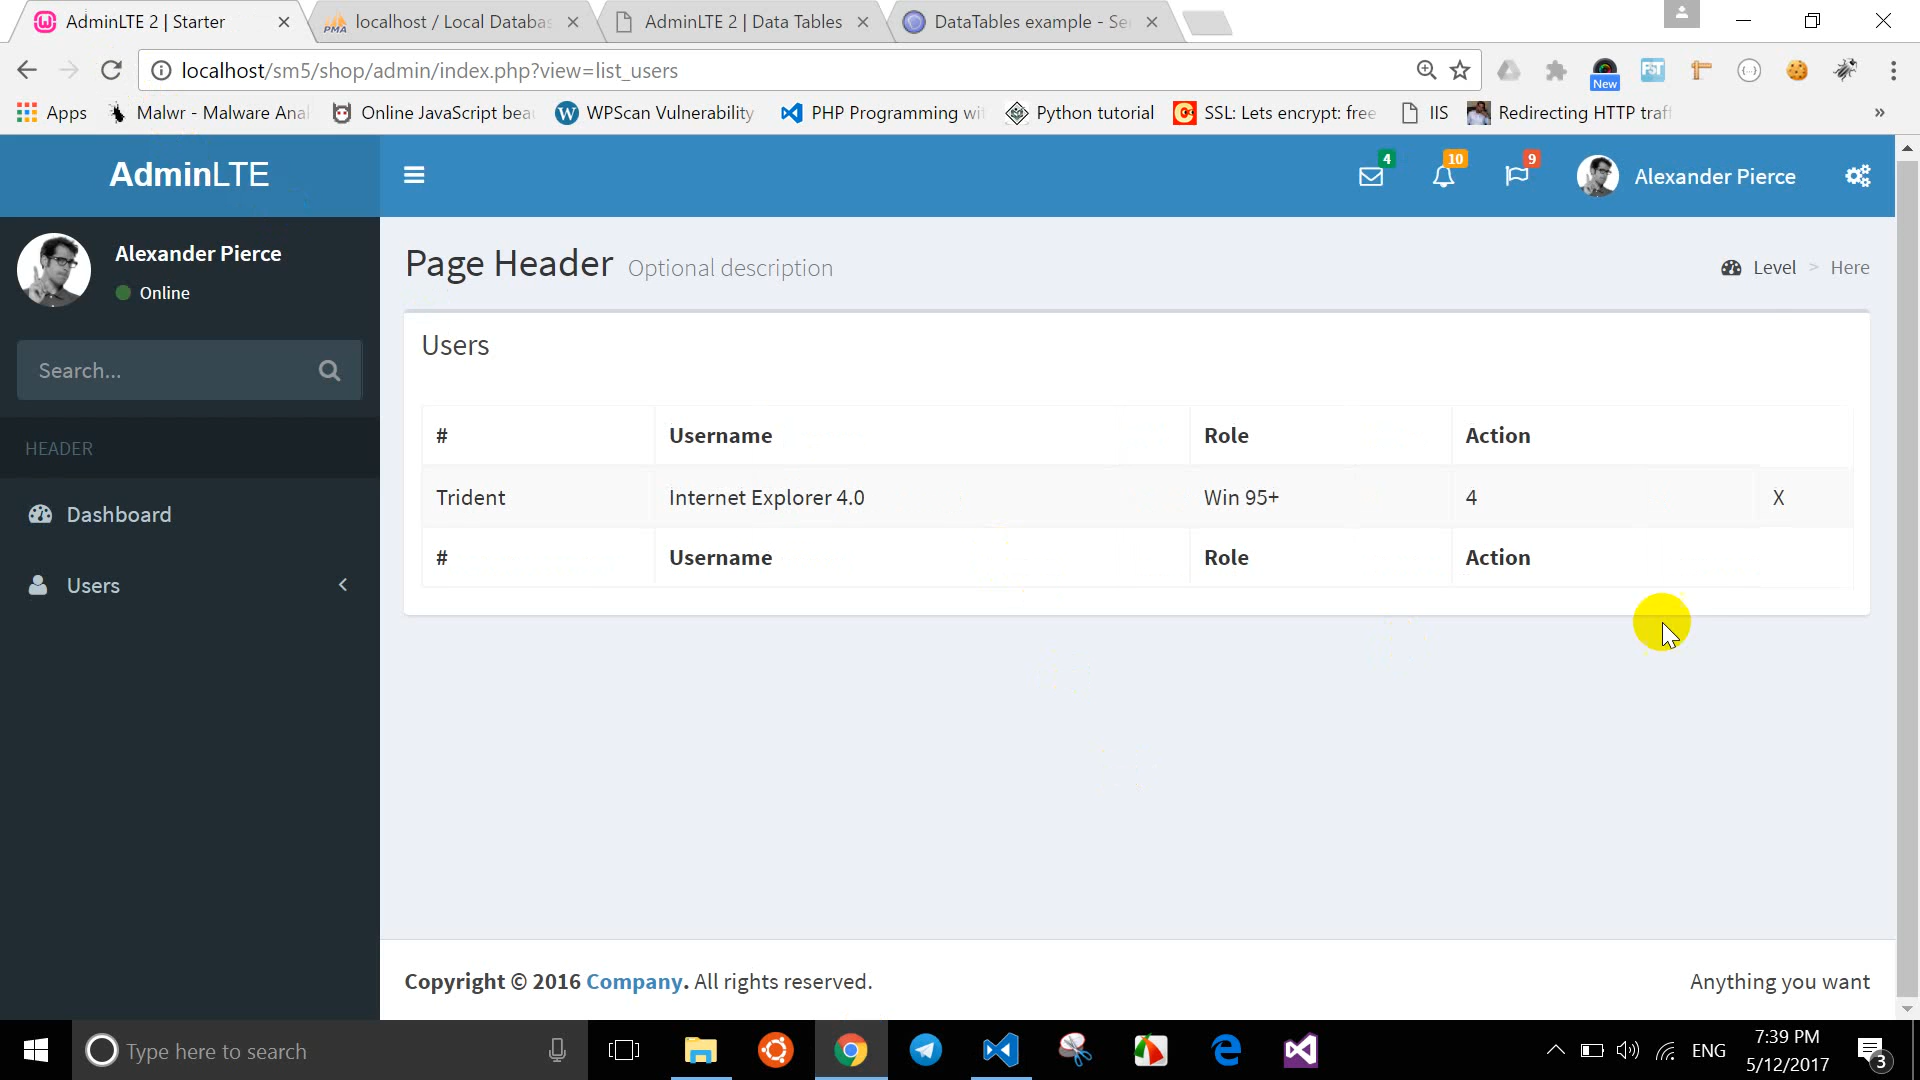 AdminLTE 2 | Starter
localhost / Local Databas
AdminLTE 2 | Data Tables
DataTables example - Se
localhost/sm5/shop/admin/index.php?view=list_users
New
Apps
Malwr - Malware Anal
Online JavaScript bea
WPScan Vulnerability
PHP Programming wi
Python tutorial
SSL: Lets encrypt: free
IIS
Redirecting HTTP traf
»
AdminLTE
4
10
9
Alexander Pierce
Alexander Pierce
Online
Search...
HEADER
Dashboard
Users
Page Header Optional description
Level > Here
Users
# Username Role Action
Trident Internet Explorer 4.0 Win 95+ 4 X
# Username Role Action
Copyright © 2016 Company. All rights reserved.
Anything you want
Type here to search
ENG
7:39 PM
5/12/2017
3